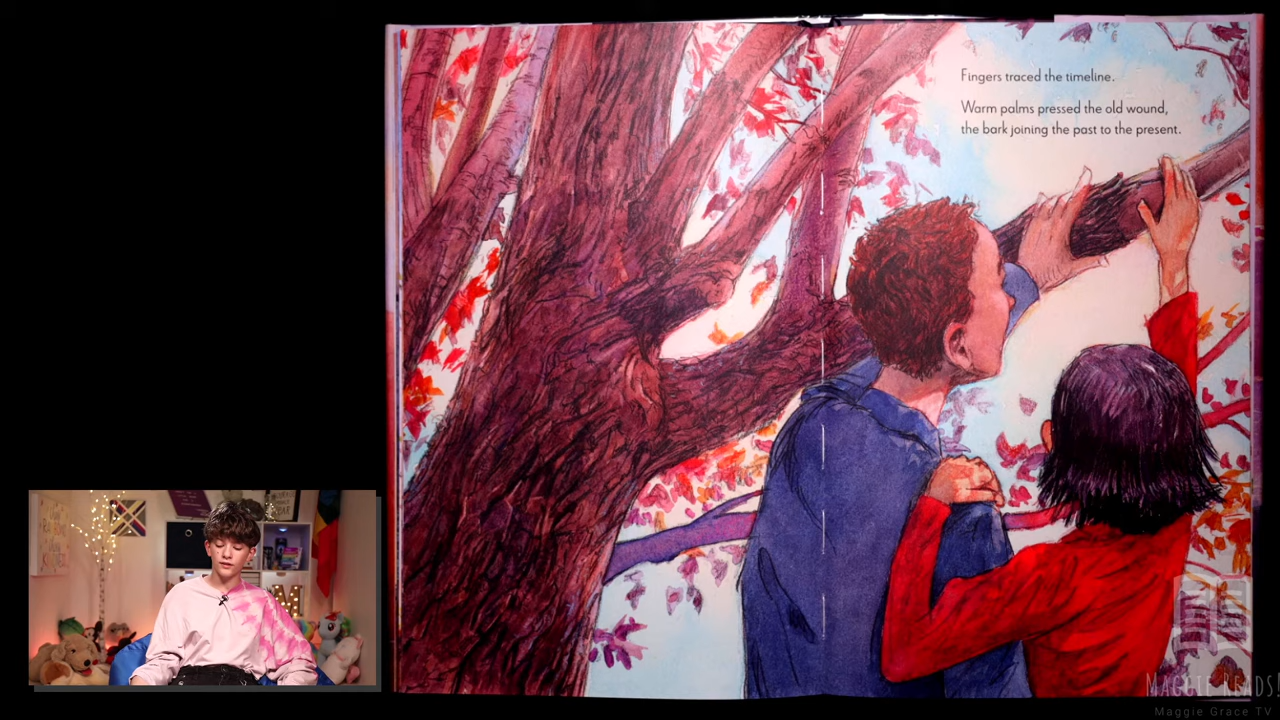 Fingers traced the timeline.
Warm palms pressed the old wound,
the bark joining the past to the present.
Maggie Reads!
Maggie Grace TV